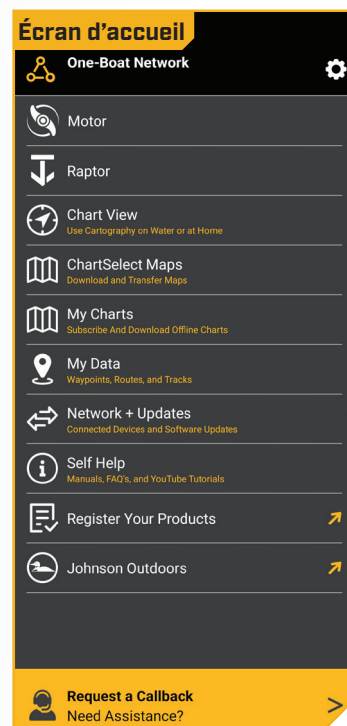 Écran d'accueil
One-Boat Network
Motor
Raptor
Chart View
Use Cartography on Water or at Home
ChartSelect Maps
Download and Transfer Maps
My Charts
Subscribe And Download Offline Charts
My Data
Waypoints, Routes, and Tracks
Network + Updates
Connected Devices and Software Updates
Self Help
Manuals, FAQ's, and YouTube Tutorials
Register Your Products
Johnson Outdoors
Request a Callback
Need Assistance?